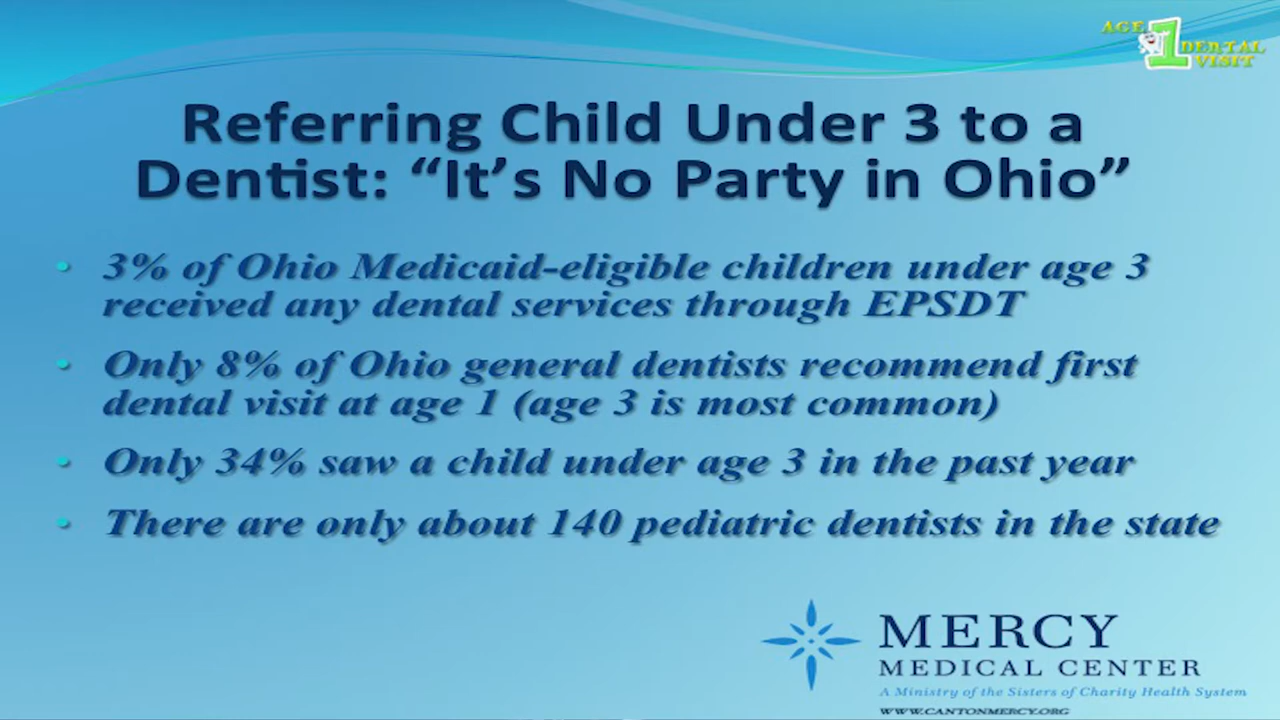 AGE 1 DENTAL VISIT
Referring Child Under 3 to a
Dentist: “It’s No Party in Ohio”
• 3% of Ohio Medicaid-eligible children under age 3
received any dental services through EPSDT
• Only 8% of Ohio general dentists recommend first
dental visit at age 1 (age 3 is most common)
• Only 34% saw a child under age 3 in the past year
• There are only about 140 pediatric dentists in the state
MERCY
MEDICAL CENTER
A Ministry of the Sisters of Charity Health System
WWW.CANTONMERCY.ORG